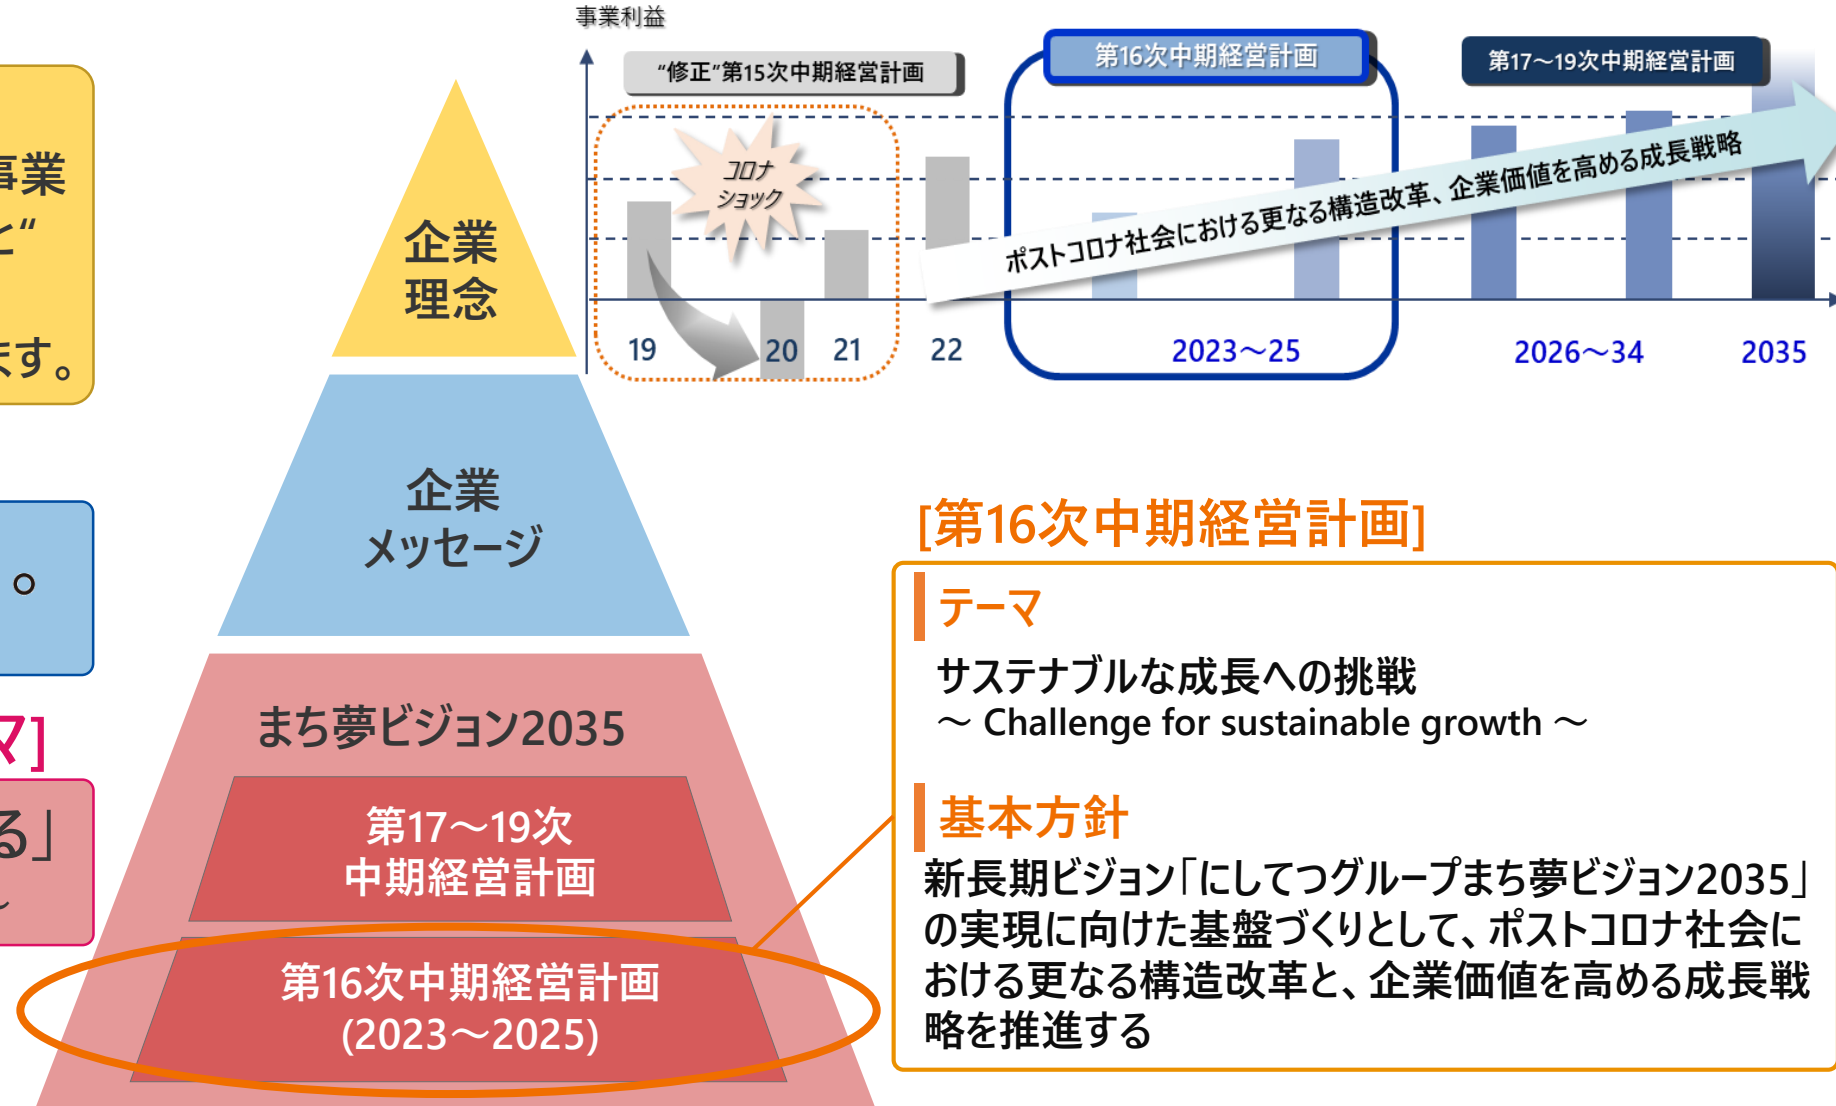 事業利益
“修正”第15次中期経営計画
第16次中期経営計画
第17～19次中期経営計画
コロナ
ショック
ポストコロナ社会における更なる構造改革、企業価値を高める成長戦略
19
20
21
22
2023～25
2026～34
2035
事業
と“
ます。
。
マ]
る」
～
企業
理念
企業
メッセージ
まち夢ビジョン2035
第17～19次
中期経営計画
第16次中期経営計画
(2023～2025)
[第16次中期経営計画]
テーマ
サステナブルな成長への挑戦
～ Challenge for sustainable growth ～
基本方針
新長期ビジョン「にしてつグループまち夢ビジョン2035」
の実現に向けた基盤づくりとして、ポストコロナ社会に
おける更なる構造改革と、企業価値を高める成長戦
略を推進する